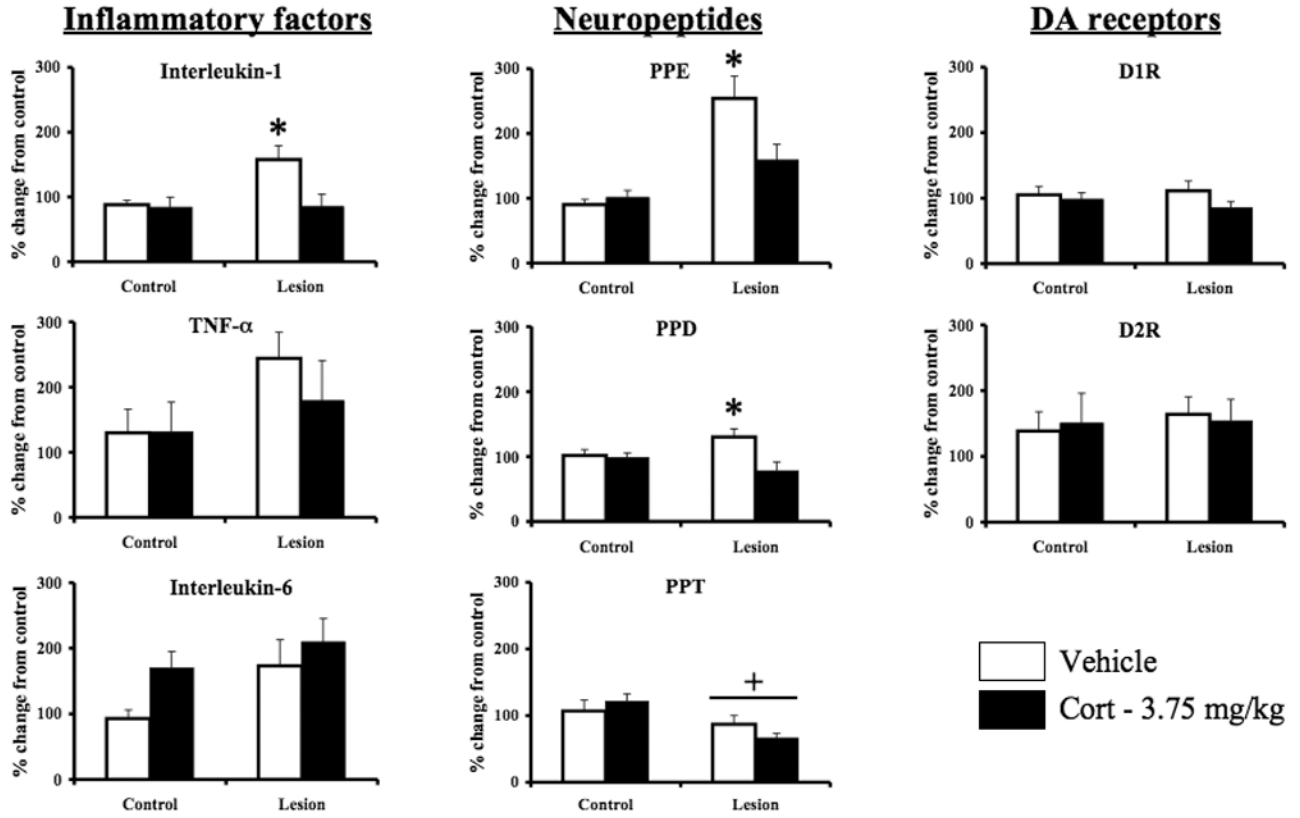 Inflammatory factors
Neuropeptides
DA receptors
Interleukin-1
% change from control
300
200
100
0
*
Control
Lesion
PPE
% change from control
300
200
100
0
*
Control
Lesion
D1R
% change from control
300
200
100
0
Control
Lesion
TNF-α
% change from control
300
200
100
0
Control
Lesion
PPD
% change from control
300
200
100
0
*
Control
Lesion
D2R
% change from control
300
200
100
0
Control
Lesion
Interleukin-6
% change from control
300
200
100
0
Control
Lesion
PPT
% change from control
300
200
100
0
+
Control
Lesion
Vehicle
Cort - 3.75 mg/kg